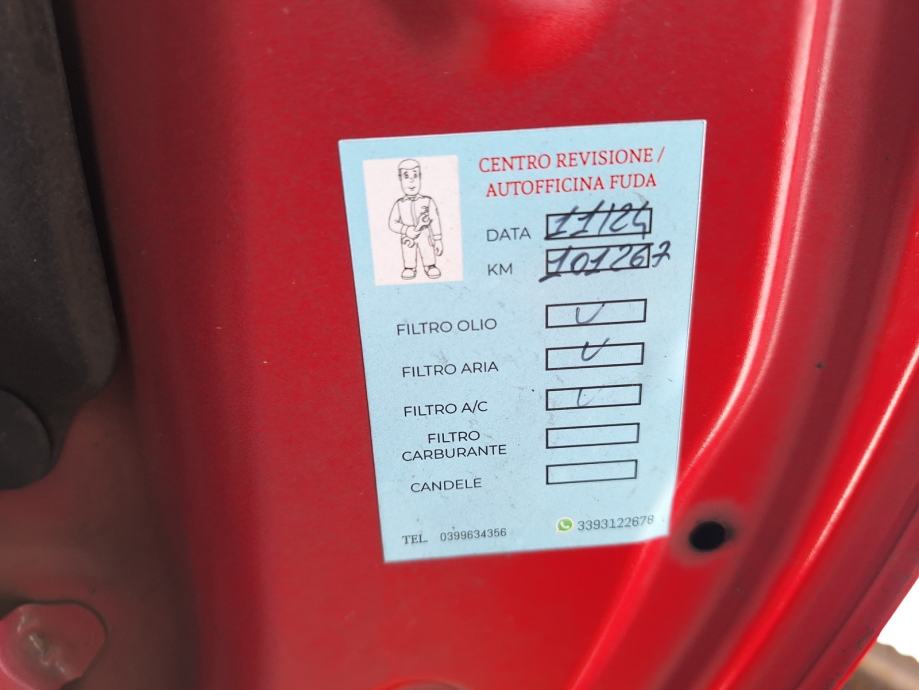 CENTRO REVISIONE /
AUTOFFICINA FUDA
DATA 11/24
KM 101267
FILTRO OLIO
FILTRO ARIA
FILTRO A/C
FILTRO
CARBURANTE
CANDELE
TEL 0399634356 3393122678